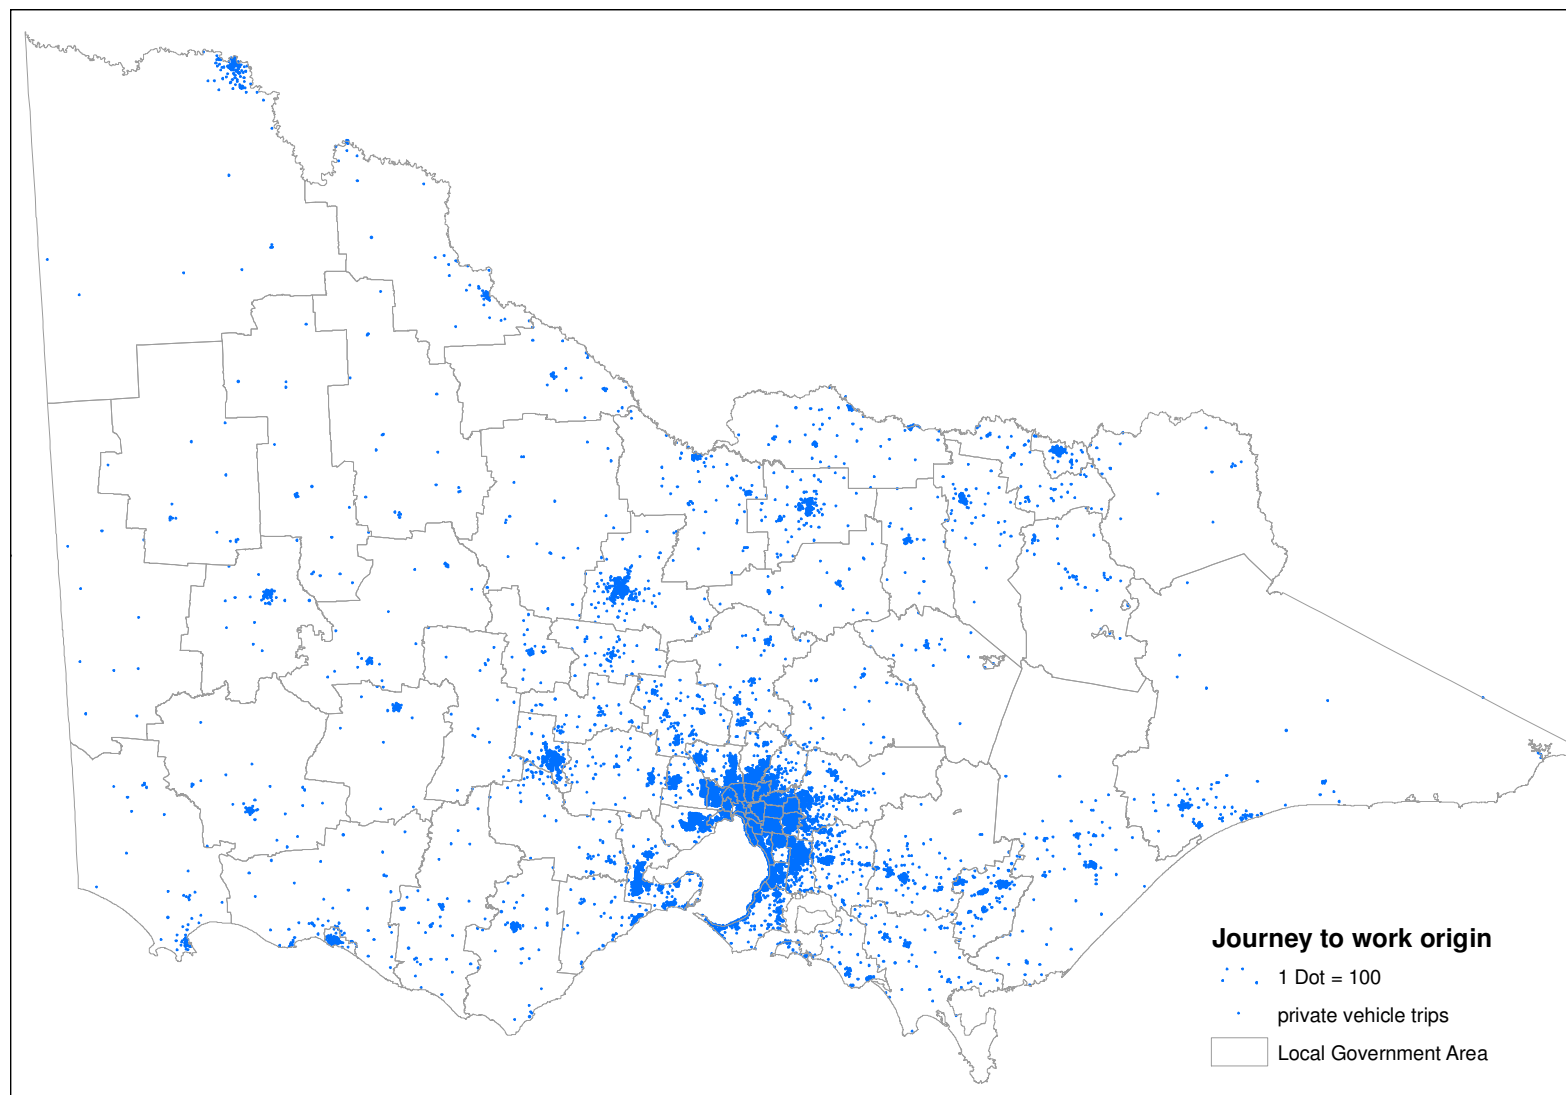 Journey to work origin
1 Dot = 100
private vehicle trips
Local Government Area